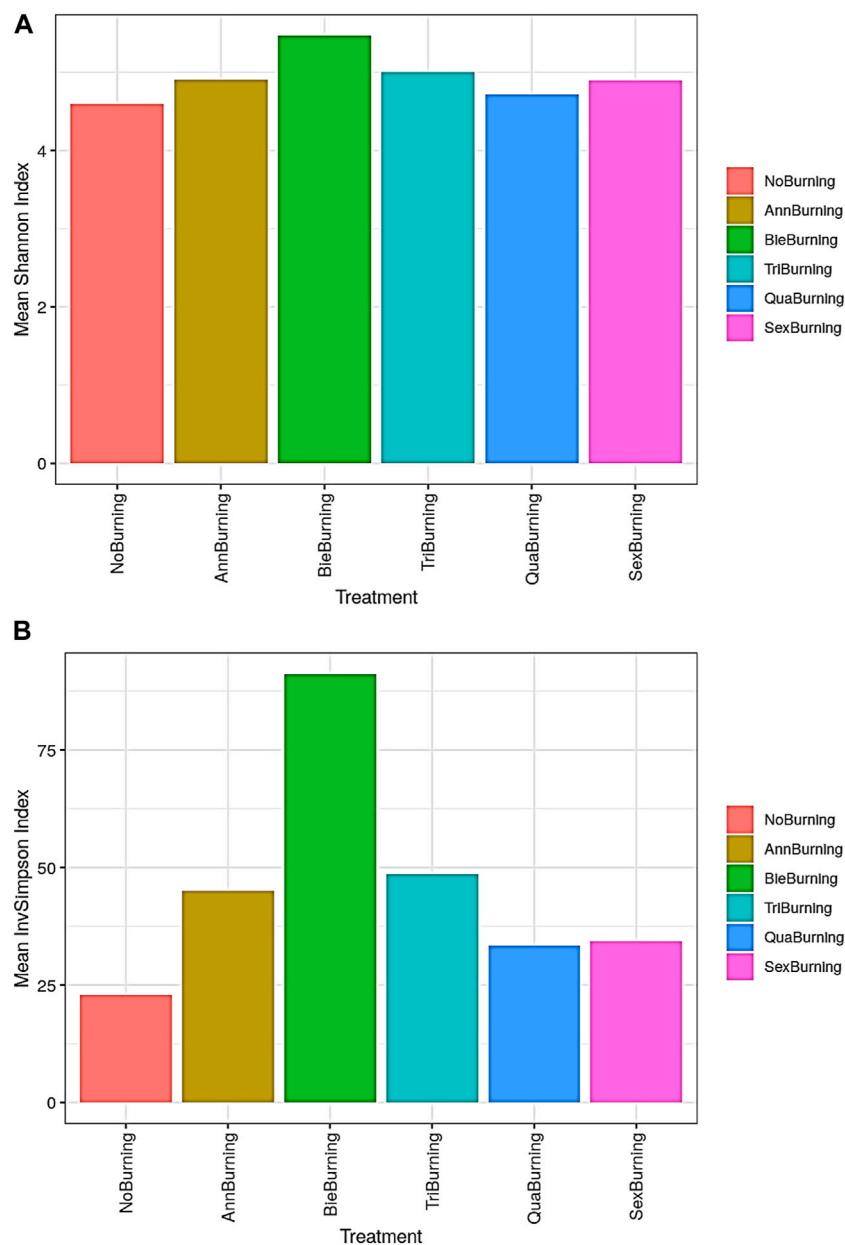 A
Mean Shannon Index
4
2
0
NoBurning
AnnBurning
BieBurning
TriBurning
QuaBurning
SexBurning
Treatment
NoBurning
AnnBurning
BieBurning
TriBurning
QuaBurning
SexBurning
B
Mean InvSimpson Index
75
50
25
0
NoBurning
AnnBurning
BieBurning
TriBurning
QuaBurning
SexBurning
Treatment
NoBurning
AnnBurning
BieBurning
TriBurning
QuaBurning
SexBurning